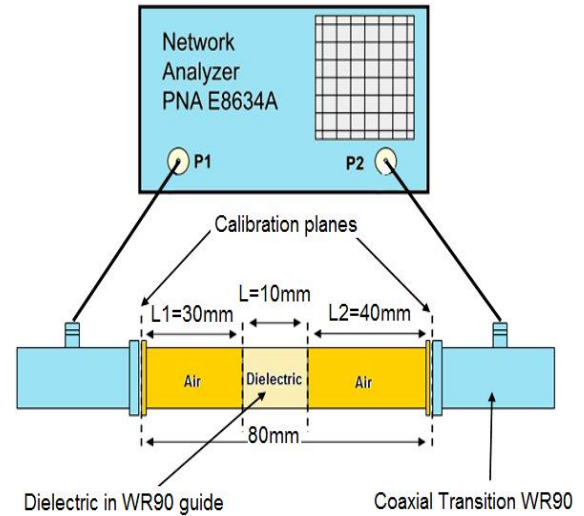 Network
Analyzer
PNA E8634A
P1
P2
Calibration planes
L=10mm
L1=30mm
L2=40mm
Air
Dielectric
Air
80mm
Dielectric in WR90 guide
Coaxial Transition WR90